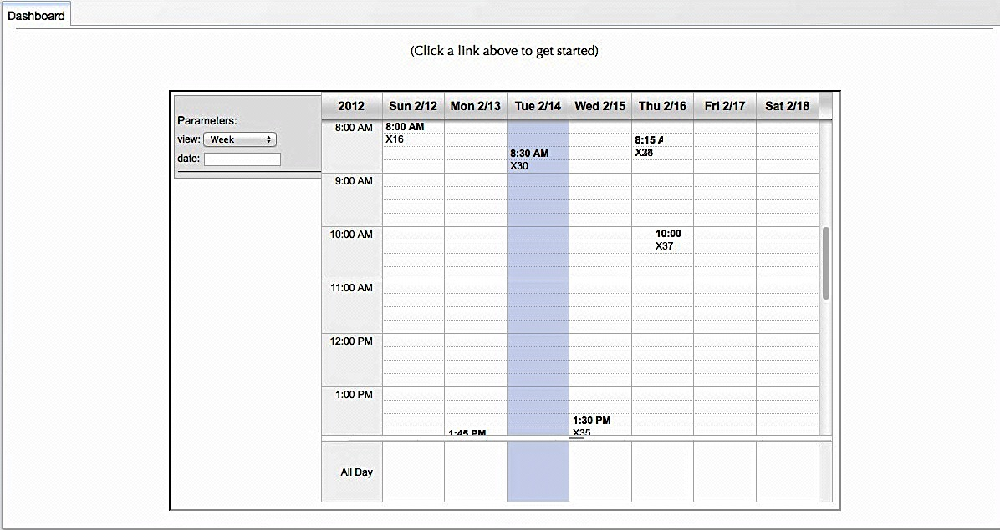 Dashboard
(Click a link above to get started)
Parameters:
view: Week
date:
2012 Sun 2/12 Mon 2/13 Tue 2/14 Wed 2/15 Thu 2/16 Fri 2/17 Sat 2/18
8:00 AM
8:00 AM
X16
8:30 AM
X30
8:15 A
9:00 AM
10:00 AM
10:00
X37
11:00 AM
12:00 PM
1:00 PM
1:45 PM
1:30 PM
X35
All Day